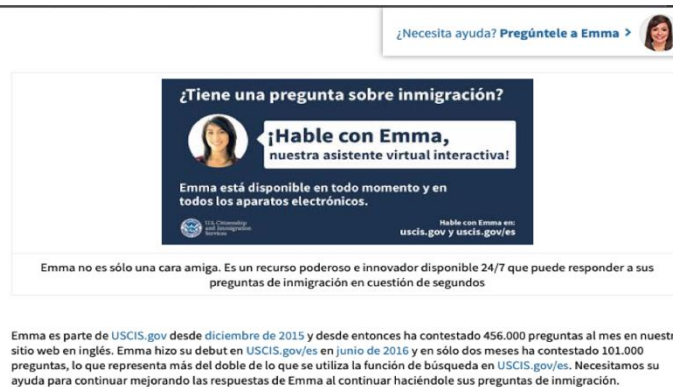 ¿Necesita ayuda? Pregúntele a Emma >
¿Tiene una pregunta sobre inmigración?
¡Hable con Emma,
nuestra asistente virtual interactiva!
Emma está disponible en todo momento y en
todos los aparatos electrónicos.
U.S. Citizenship
and Immigration
Services
Hable con Emma en:
uscis.gov y uscis.gov/es
Emma no es sólo una cara amiga. Es un recurso poderoso e innovador disponible 24/7 que puede responder a sus
preguntas de inmigración en cuestión de segundos
Emma es parte de USCIS.gov desde diciembre de 2015 y desde entonces ha contestado 456.000 preguntas al mes en nuestr
sitio web en inglés. Emma hizo su debut en USCIS.gov/es en junio de 2016 y en sólo dos meses ha contestado 101.000
preguntas, lo que representa más del doble de lo que se utiliza la función de búsqueda en USCIS.gov/es. Necesitamos su
ayuda para continuar mejorando las respuestas de Emma al continuar haciéndole sus preguntas de inmigración.